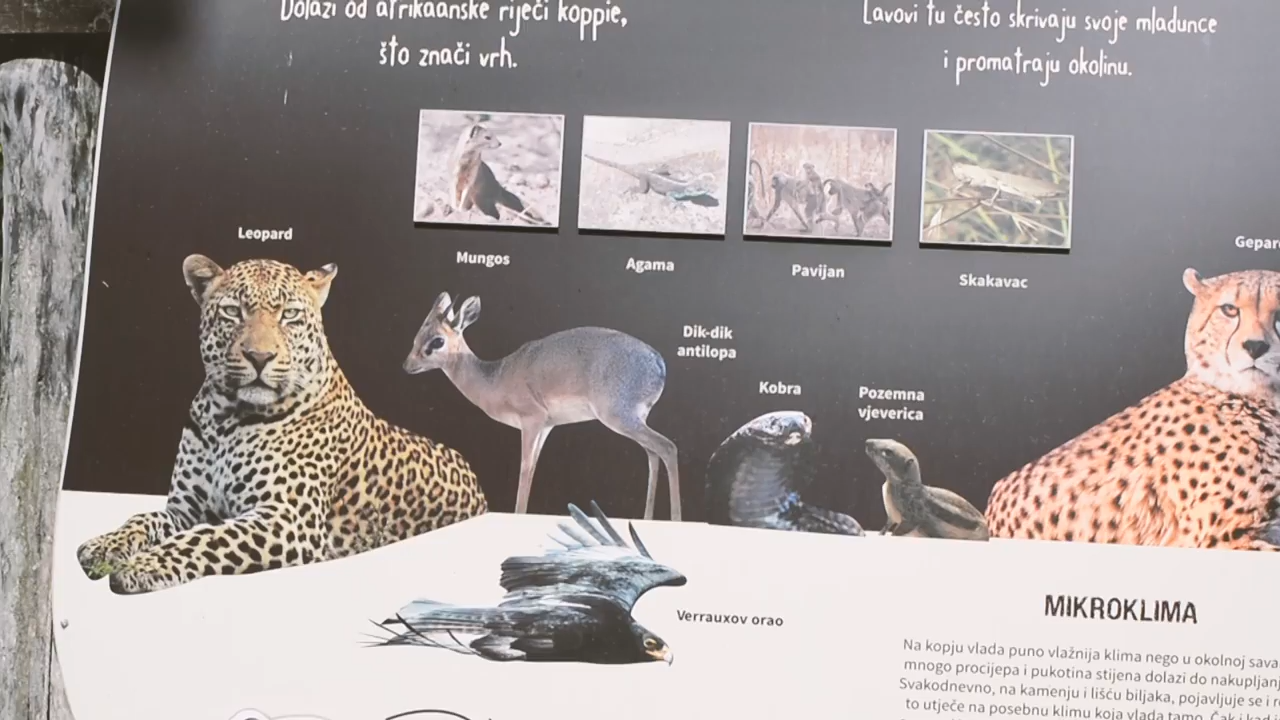 Dolazi od afrikaanske riječi koppie,
što znači vrh.
Lavovi tu često skrivaju svoje mladunce
i promatraju okolinu.
Mungos
Agama
Pavijan
Skakavac
Leopard
Dik-dik
antilopa
Kobra
Pozemna
vjeverica
Gepar
Verrauxov orao
MIKROKLIMA
Na kopju vlada puno vlažnija klima nego u okolnoj sava
mnogo procijepa i pukotina stijena dolazi do nakupljanj
Svakodnevno, na kamenju i lišću biljaka, pojavljuje se i
to utječe na posebnu klimu koja vlada tamo. Čak i